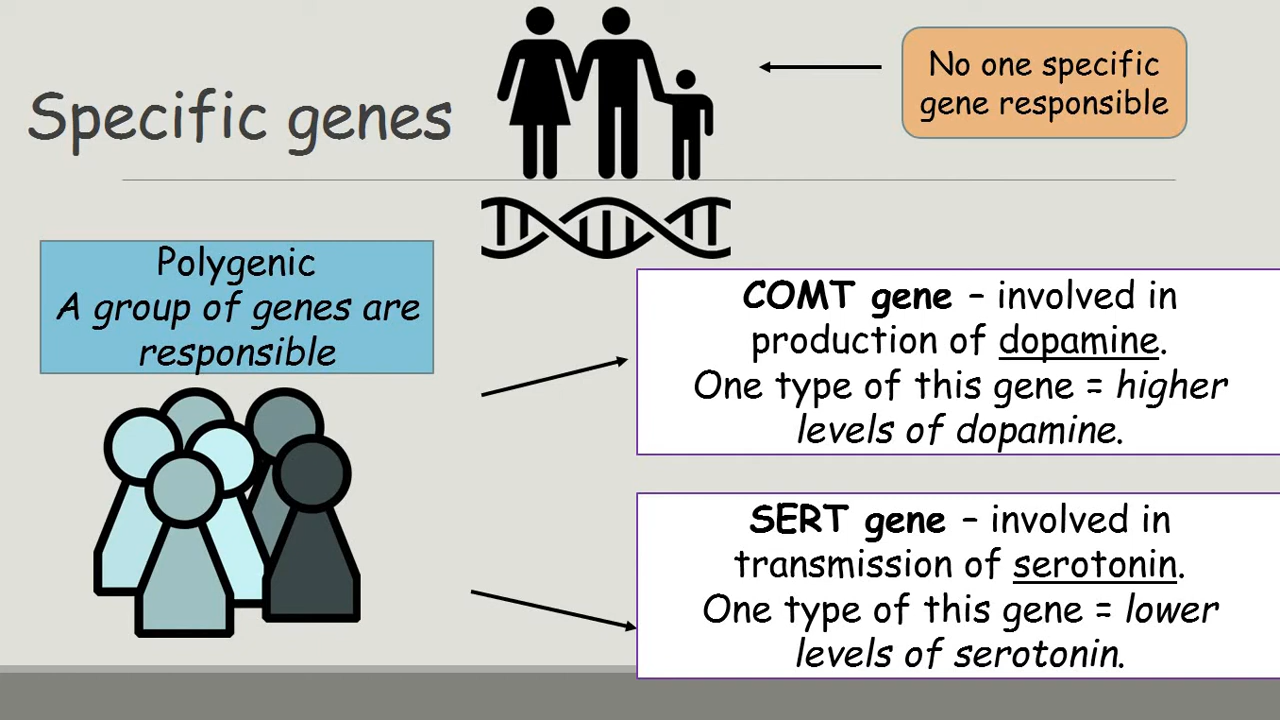 Specific genes
No one specific
gene responsible
Polygenic
A group of genes are
responsible
COMT gene – involved in
production of dopamine.
One type of this gene = higher
levels of dopamine.
SERT gene – involved in
transmission of serotonin.
One type of this gene = lower
levels of serotonin.